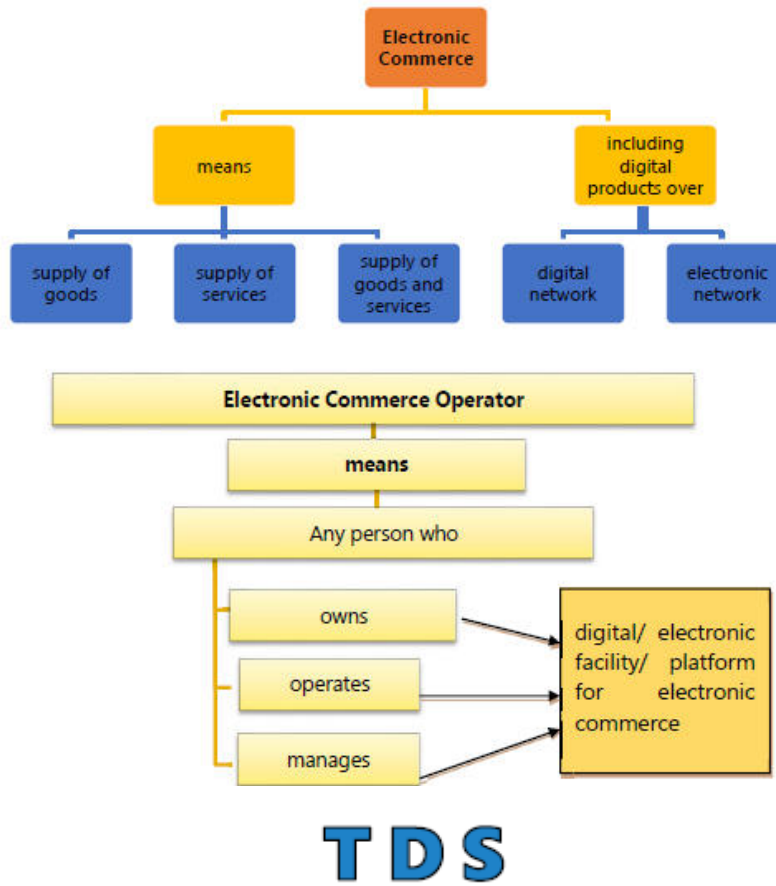 Electronic
Commerce
means
including
digital
products over
supply of
goods
supply of
services
supply of
goods and
services
digital
network
electronic
network
Electronic Commerce Operator
means
Any person who
owns
operates
manages
digital/ electronic
facility/ platform
for electronic
commerce
TDS